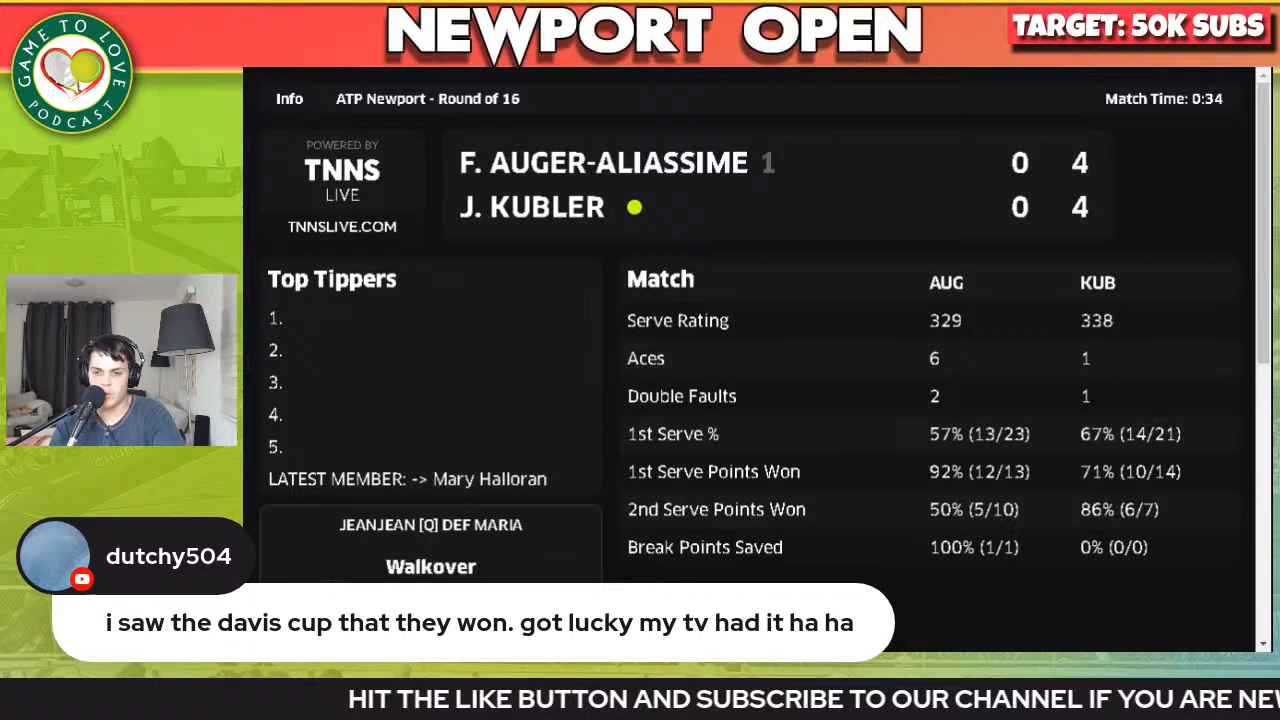 GAME TO LOVE
PODCAST
NEWPORT OPEN
TARGET: 50K SUBS
Info ATP Newport - Round of 16 Match Time: 0:34
POWERED BY
TNNS
LIVE
TNNSLIVE.COM
F. AUGER-ALIASSIME 1 0 4
J. KUBLER 0 4
Top Tippers
1.
2.
3.
4.
5.
LATEST MEMBER: -> Mary Halloran
JEANJEAN [Q] DEF MARIA
Walkover
Match AUG KUB
Serve Rating 329 338
Aces 6 1
Double Faults 2 1
1st Serve % 57% (13/23) 67% (14/21)
1st Serve Points Won 92% (12/13) 71% (10/14)
2nd Serve Points Won 50% (5/10) 86% (6/7)
Break Points Saved 100% (1/1) 0% (0/0)
dutchy504
i saw the davis cup that they won. got lucky my tv had it ha ha
HIT THE LIKE BUTTON AND SUBSCRIBE TO OUR CHANNEL IF YOU ARE NEW